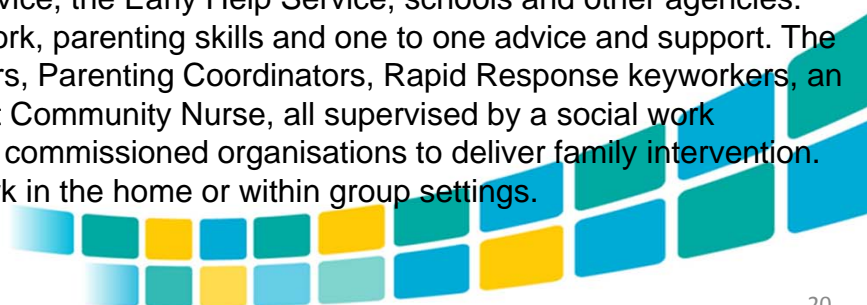 vice, the Early Help Service, schools and other agencies.
ork, parenting skills and one to one advice and support. The
rs, Parenting Coordinators, Rapid Response keyworkers, an
t Community Nurse, all supervised by a social work
commissioned organisations to deliver family intervention.
k in the home or within group settings.
20